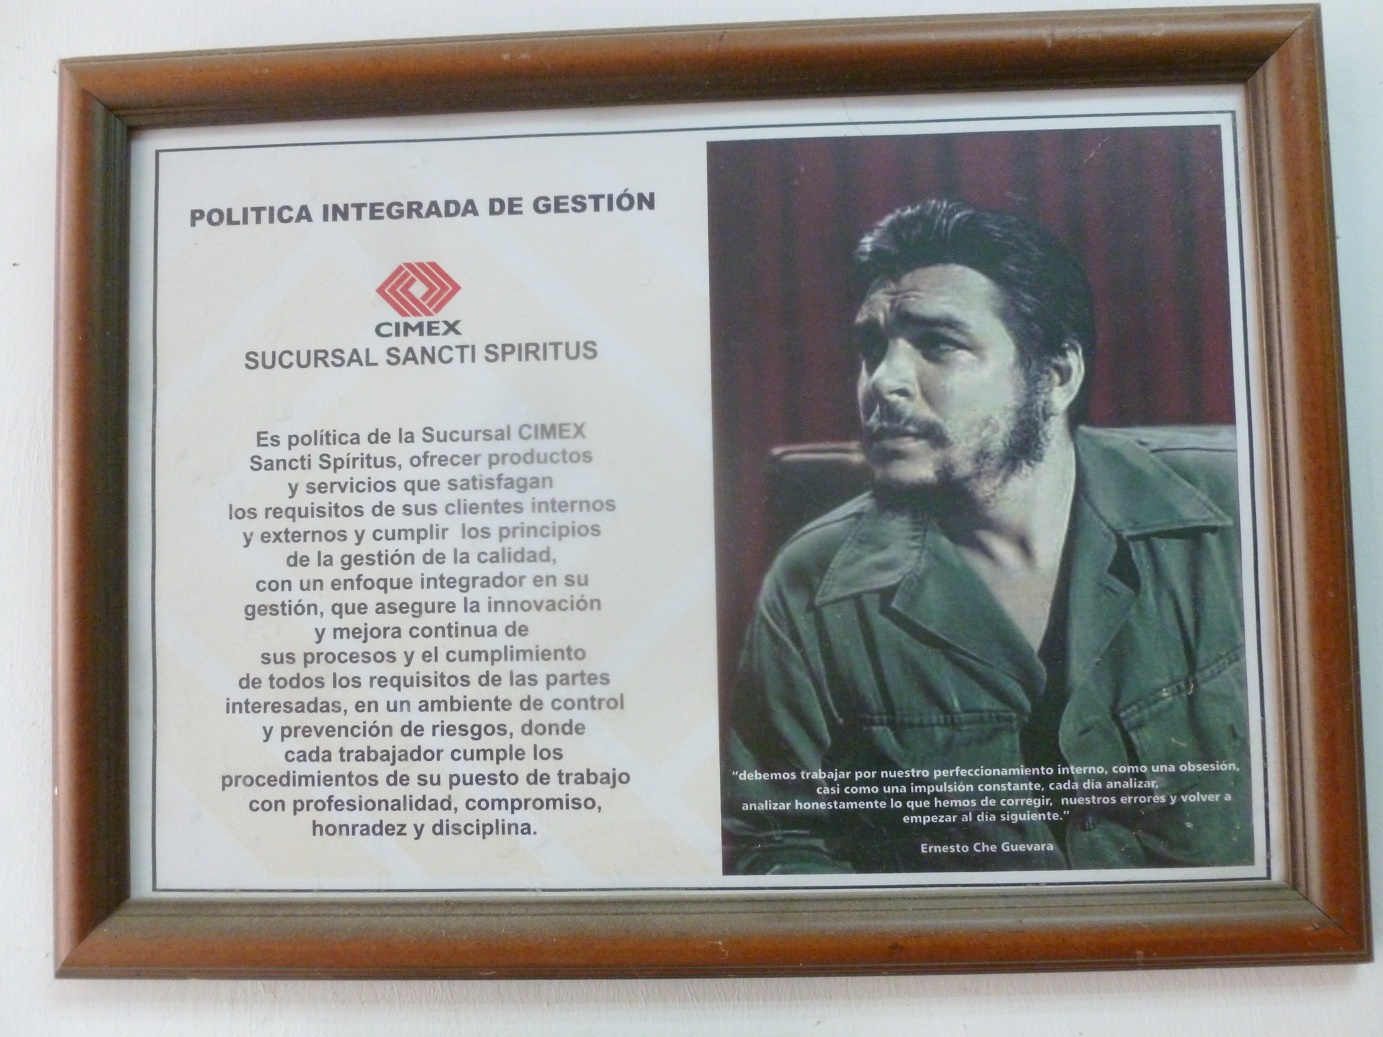 POLITICA INTEGRADA DE GESTIÓN
CIMEX
SUCURSAL SANCTI SPIRITUS
Es política de la Sucursal CIMEX
Sancti Spíritus, ofrecer productos
y servicios que satisfagan
los requisitos de sus clientes internos
y externos y cumplir los principios
de la gestión de la calidad,
con un enfoque integrador en su
gestión, que asegure la innovación
y mejora continua de
sus procesos y el cumplimiento
de todos los requisitos de las partes
interesadas, en un ambiente de control
y prevención de riesgos, donde
cada trabajador cumple los
procedimientos de su puesto de trabajo
con profesionalidad, compromiso,
honradez y disciplina.
“debemos trabajar por nuestro perfeccionamiento interno, como una obsesión,
casi como una impulsión constante, cada día analizar,
analizar honestamente lo que hemos de corregir, nuestros errores y volver a
empezar al día siguiente.”
Ernesto Che Guevara